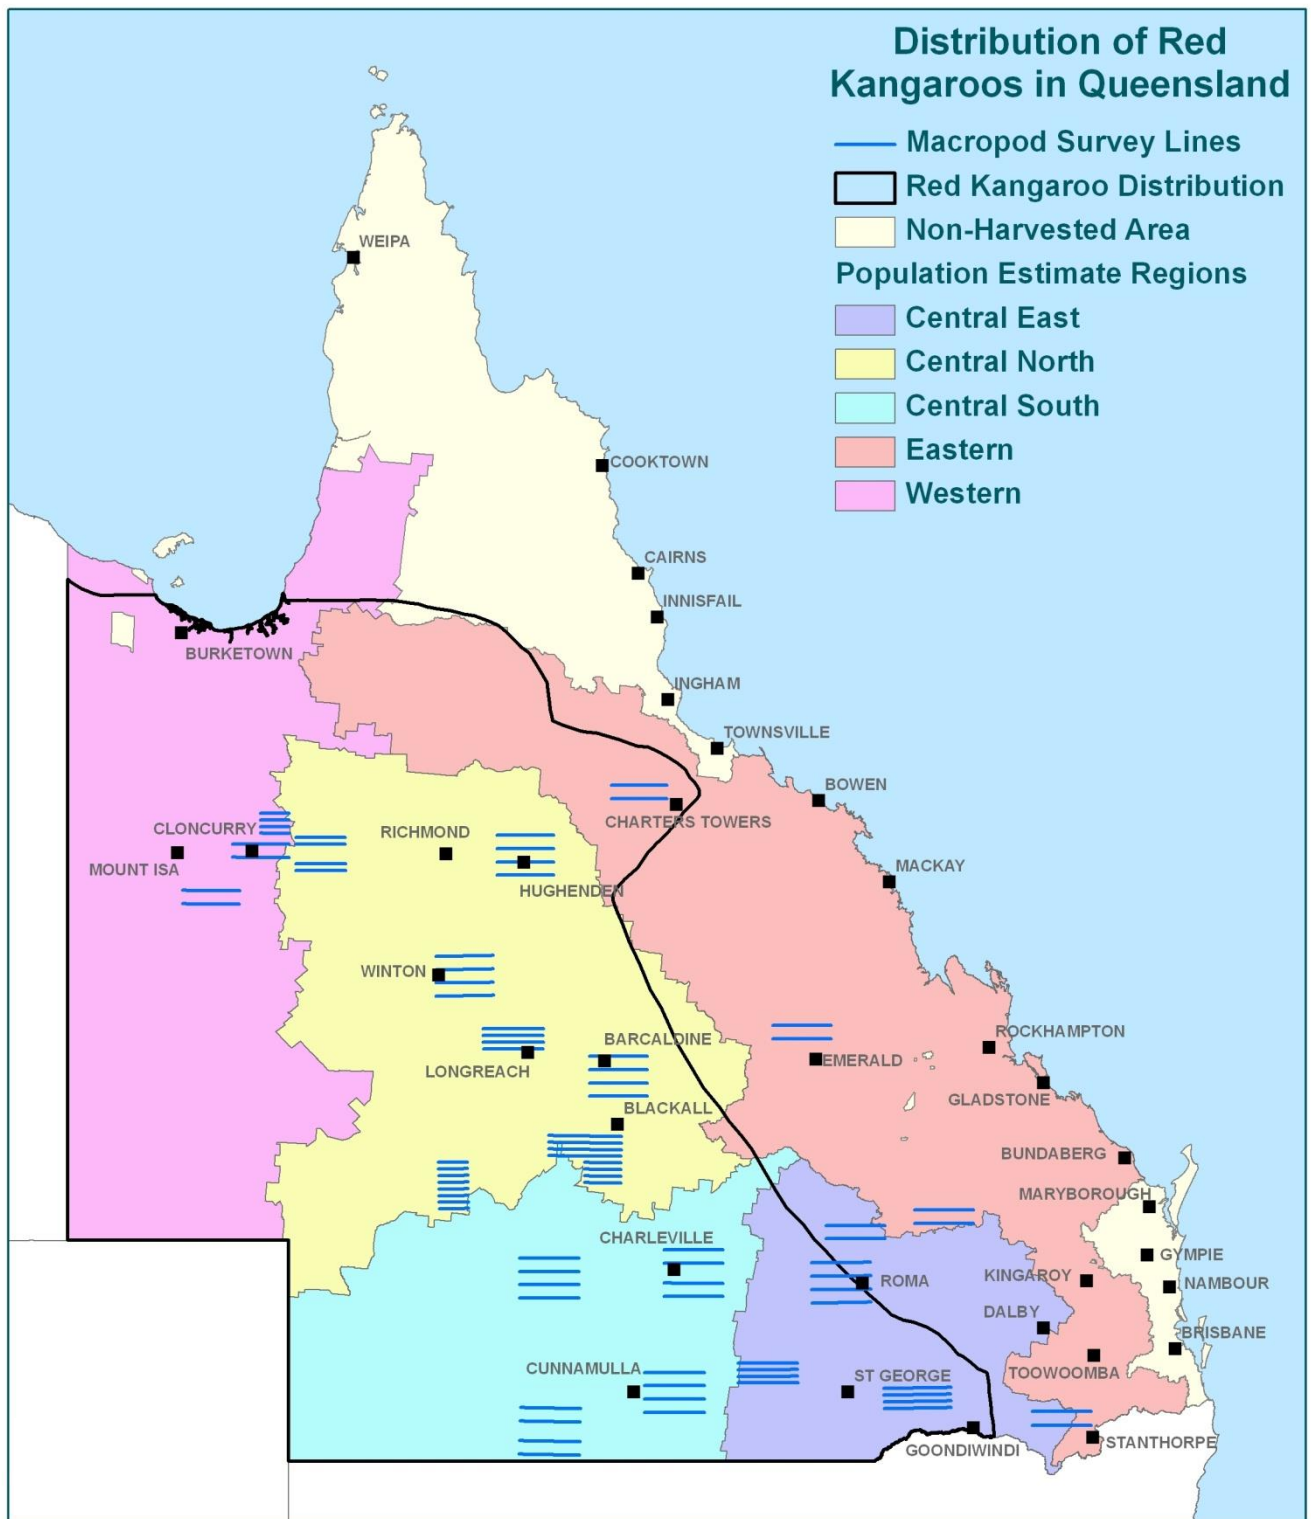 Distribution of Red
Kangaroos in Queensland
Macropod Survey Lines
Red Kangaroo Distribution
Non-Harvested Area
Population Estimate Regions
Central East
Central North
Central South
Eastern
Western
WEIPA
COOKTOWN
CAIRNS
INNISFAIL
BURKETOWN
INGHAM
TOWNSVILLE
BOWEN
CHARTERS TOWERS
CLONCURRY
RICHMOND
MOUNT ISA
HUGHENDEN
MACKAY
WINTON
ROCKHAMPTON
BARCALDINE
EMERALD
LONGREACH
GLADSTONE
BLACKALL
BUNDABERG
MARYBOROUGH
CHARLEVILLE
GYMPIE
KINGAROY
ROMA
NAMBOUR
DALBY
BRISBANE
CUNNAMULLA
ST GEORGE
TOOWOOMBA
GOONDIWINDI
STANTHORPE